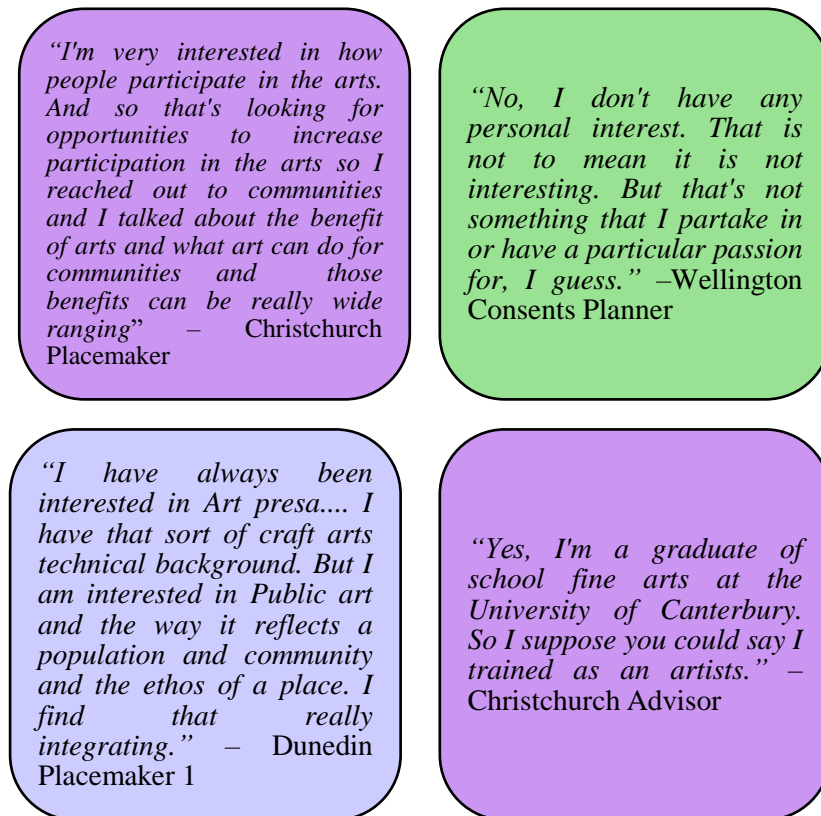 “I'm very interested in how
people participate in the arts.
And so that's looking for
opportunities to increase
participation in the arts so I
reached out to communities
and I talked about the benefit
of arts and what art can do for
communities and those
benefits can be really wide
ranging” – Christchurch
Placemaker
“No, I don't have any
personal interest. That is
not to mean it is not
interesting. But that's not
something that I partake in
or have a particular passion
for, I guess.” –Wellington
Consents Planner
“I have always been
interested in Art presa.... I
have that sort of craft arts
technical background. But I
am interested in Public art
and the way it reflects a
population and community
and the ethos of a place. I
find that really
integrating.” – Dunedin
Placemaker 1
“Yes, I'm a graduate of
school fine arts at the
University of Canterbury.
So I suppose you could say I
trained as an artists.” –
Christchurch Advisor